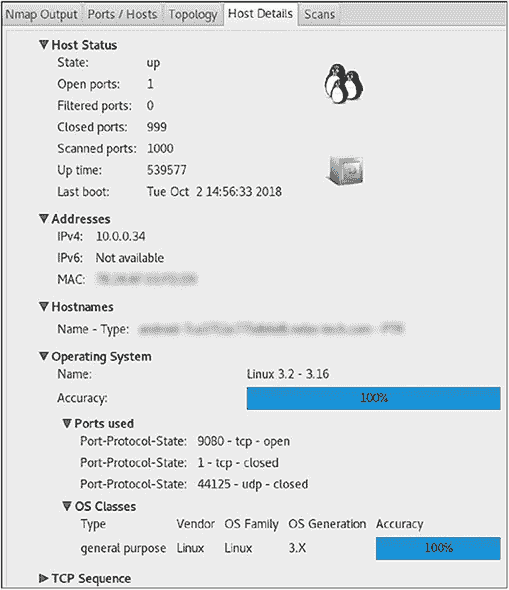 Nmap Output Ports / Hosts Topology Host Details Scans
Host Status
State: up
Open ports: 1
Filtered ports: 0
Closed ports: 999
Scanned ports: 1000
Up time: 539577
Last boot: Tue Oct 2 14:56:33 2018
Addresses
IPv4: 10.0.0.34
IPv6: Not available
MAC:
Hostnames
Name - Type:
Operating System
Name: Linux 3.2 - 3.16
Accuracy: 100%
Ports used
Port-Protocol-State: 9080 - tcp - open
Port-Protocol-State: 1 - tcp - closed
Port-Protocol-State: 44125 - udp - closed
OS Classes
Type Vendor OS Family OS Generation Accuracy
general purpose Linux Linux 3.X 100%
TCP Sequence